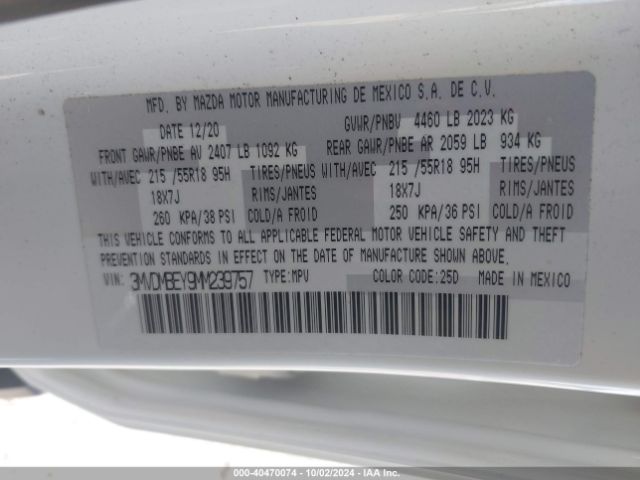 MFD. BY MAZDA MOTOR MANUFACTURING DE MEXICO S.A. DE C.V.
DATE 12/20 GVWR/PNBV 4460 LB 2023 KG
FRONT GAWR/PNBE AV 2407 LB 1092 KG REAR GAWR/PNBE AR 2059 LB 934 KG
WITH/AVEC 215 /55R18 95H TIRES/PNEUS WITH/AVEC 215 /55R18 95H TIRES/PNEUS
18X7J RIMS/JANTES 18X7J RIMS/JANTES
260 KPA/38 PSI COLD/A FROID 250 KPA/36 PSI COLD/A FROID
THIS VEHICLE CONFORMS TO ALL APPLICABLE FEDERAL MOTOR VEHICLE SAFETY AND THEFT
PREVENTION STANDARDS IN EFFECT ON THE DATE OF MANUFACTURE SHOWN ABOVE.
VIN: 3MVDMBEY9MM239757 TYPE:MPV COLOR CODE:25D MADE IN MEXICO
000-40470074 - 10/02/2024 - IAAI.com